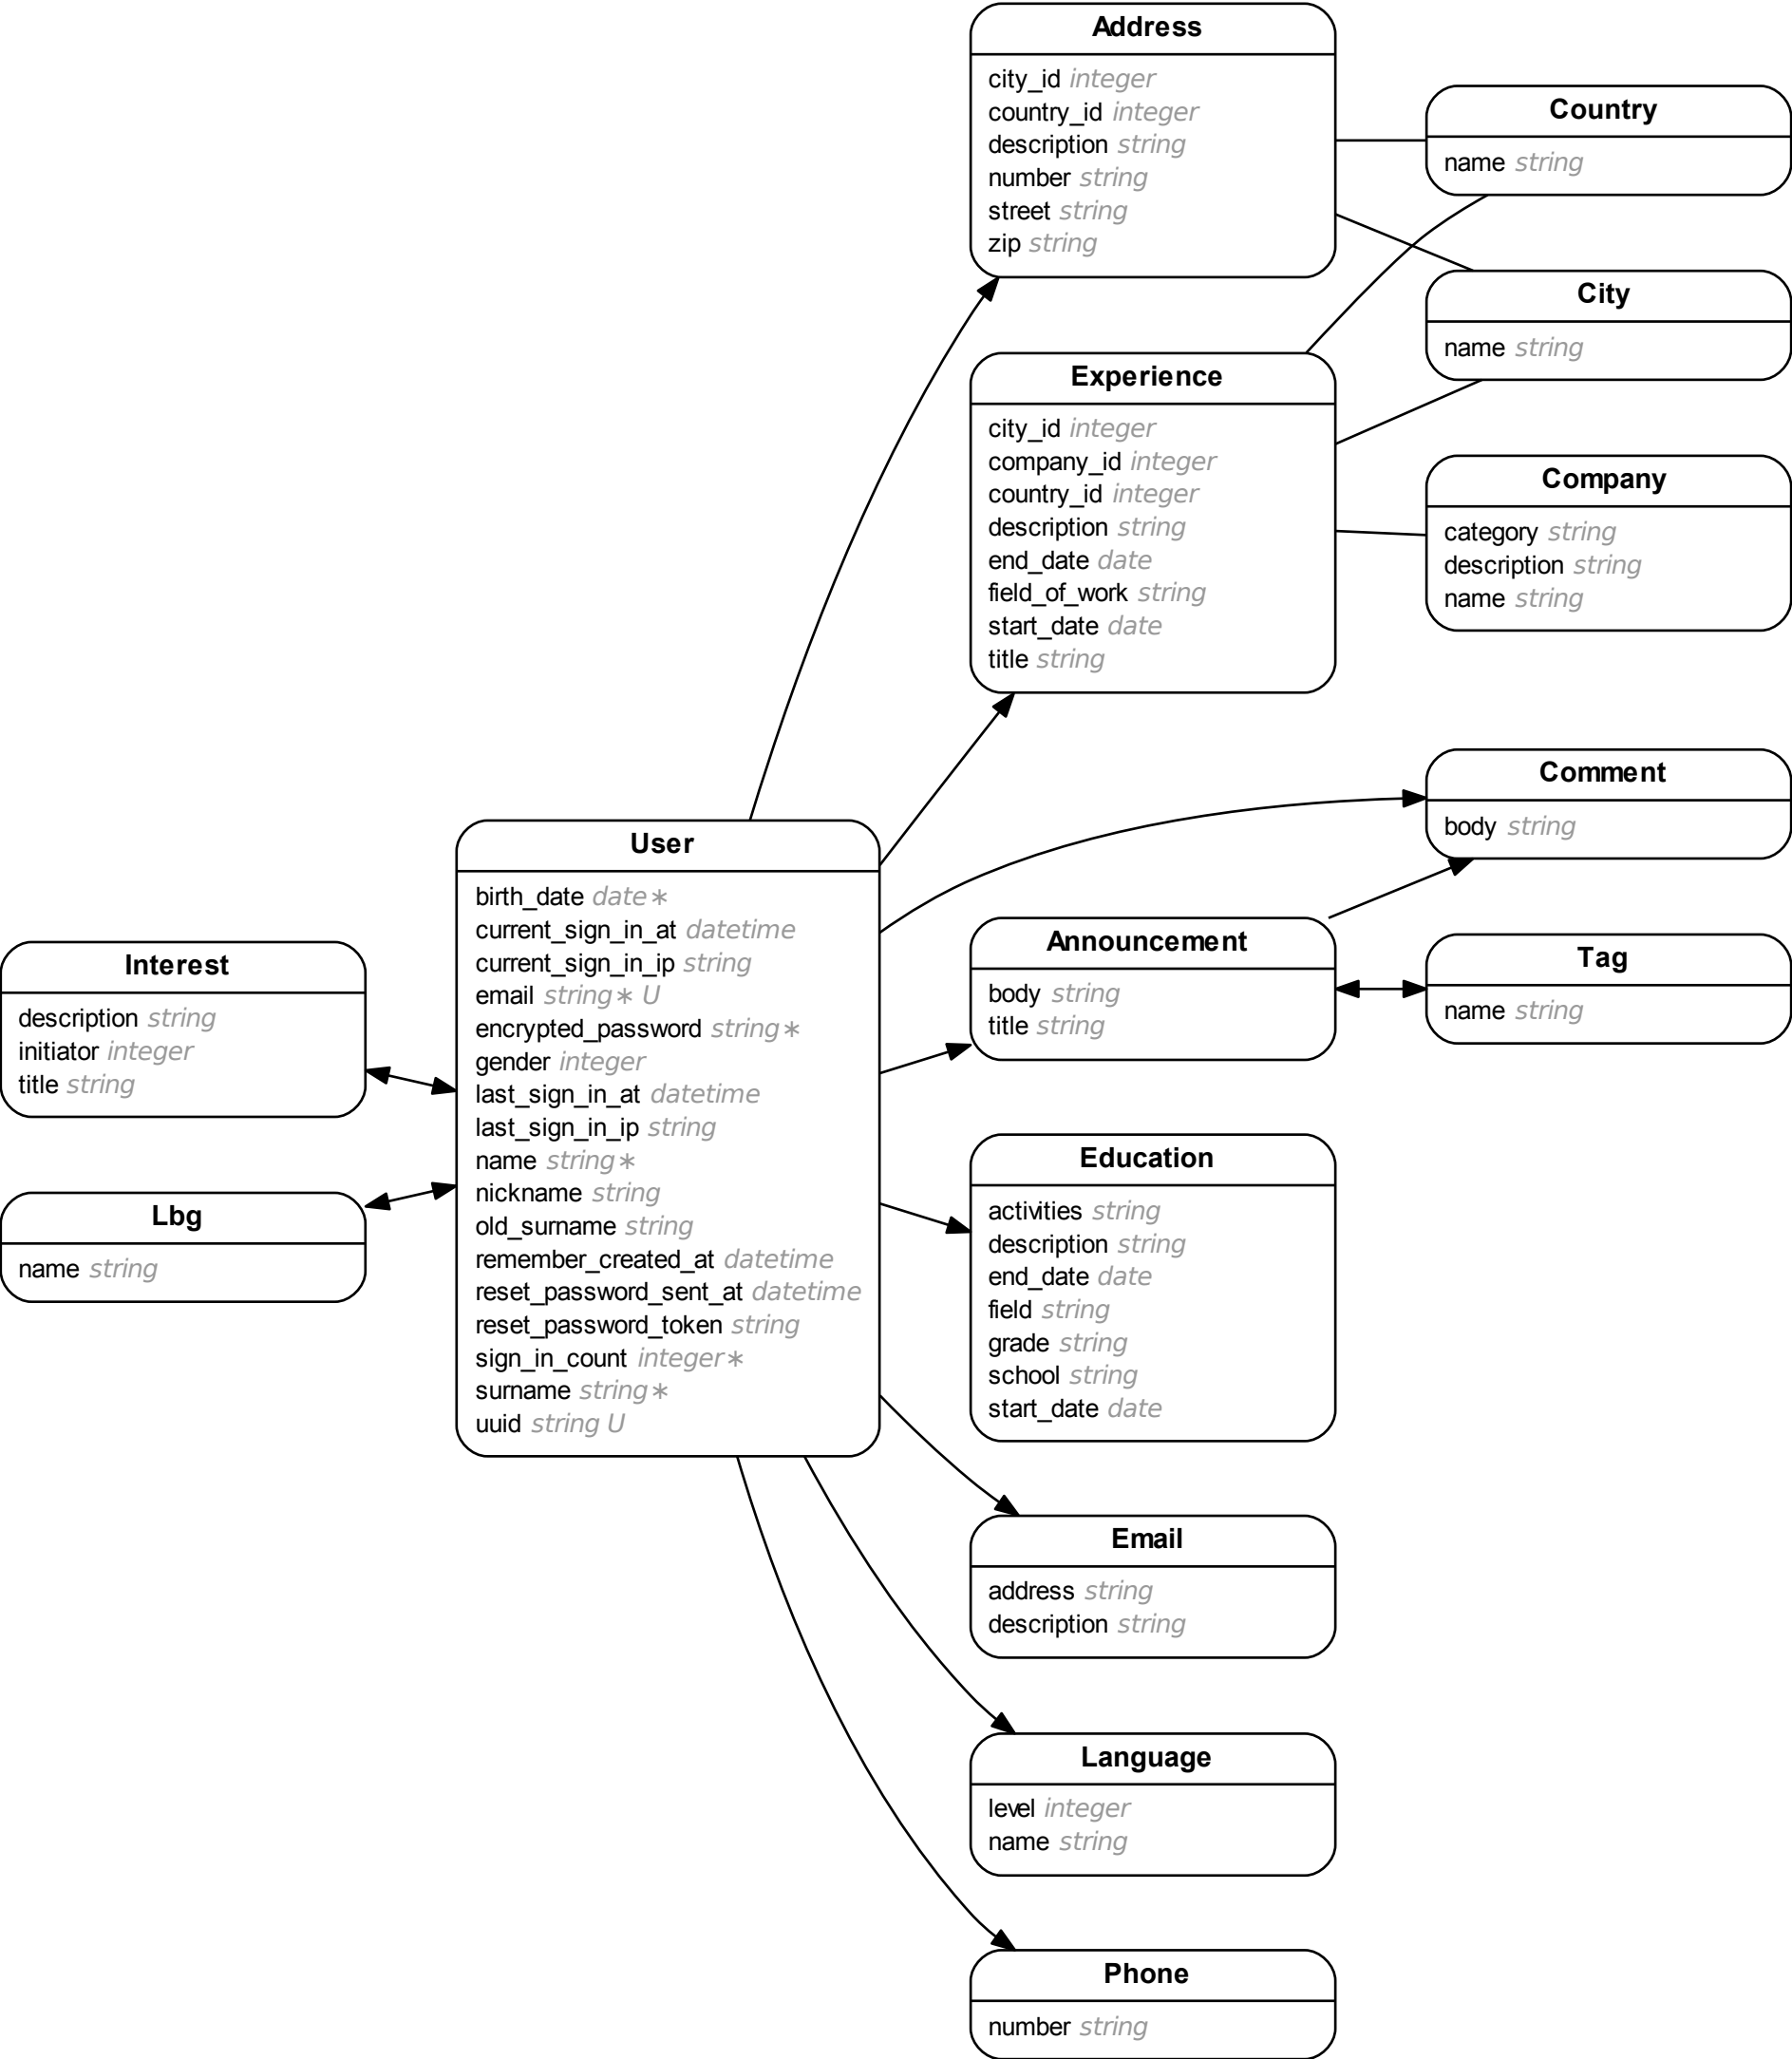 Address
city_id integer
country_id integer
description string
number string
street string
zip string
Country
name string
City
name string
Experience
city_id integer
company_id integer
country_id integer
description string
end_date date
field_of_work string
start_date date
title string
Company
category string
description string
name string
Comment
body string
User
birth_date date *
current_sign_in_at datetime
current_sign_in_ip string
email string * U
encrypted_password string *
gender integer
last_sign_in_at datetime
last_sign_in_ip string
name string *
nickname string
old_surname string
remember_created_at datetime
reset_password_sent_at datetime
reset_password_token string
sign_in_count integer *
surname string *
uuid string U
Interest
description string
initiator integer
title string
Lbg
name string
Announcement
body string
title string
Tag
name string
Education
activities string
description string
end_date date
field string
grade string
school string
start_date date
Email
address string
description string
Language
level integer
name string
Phone
number string